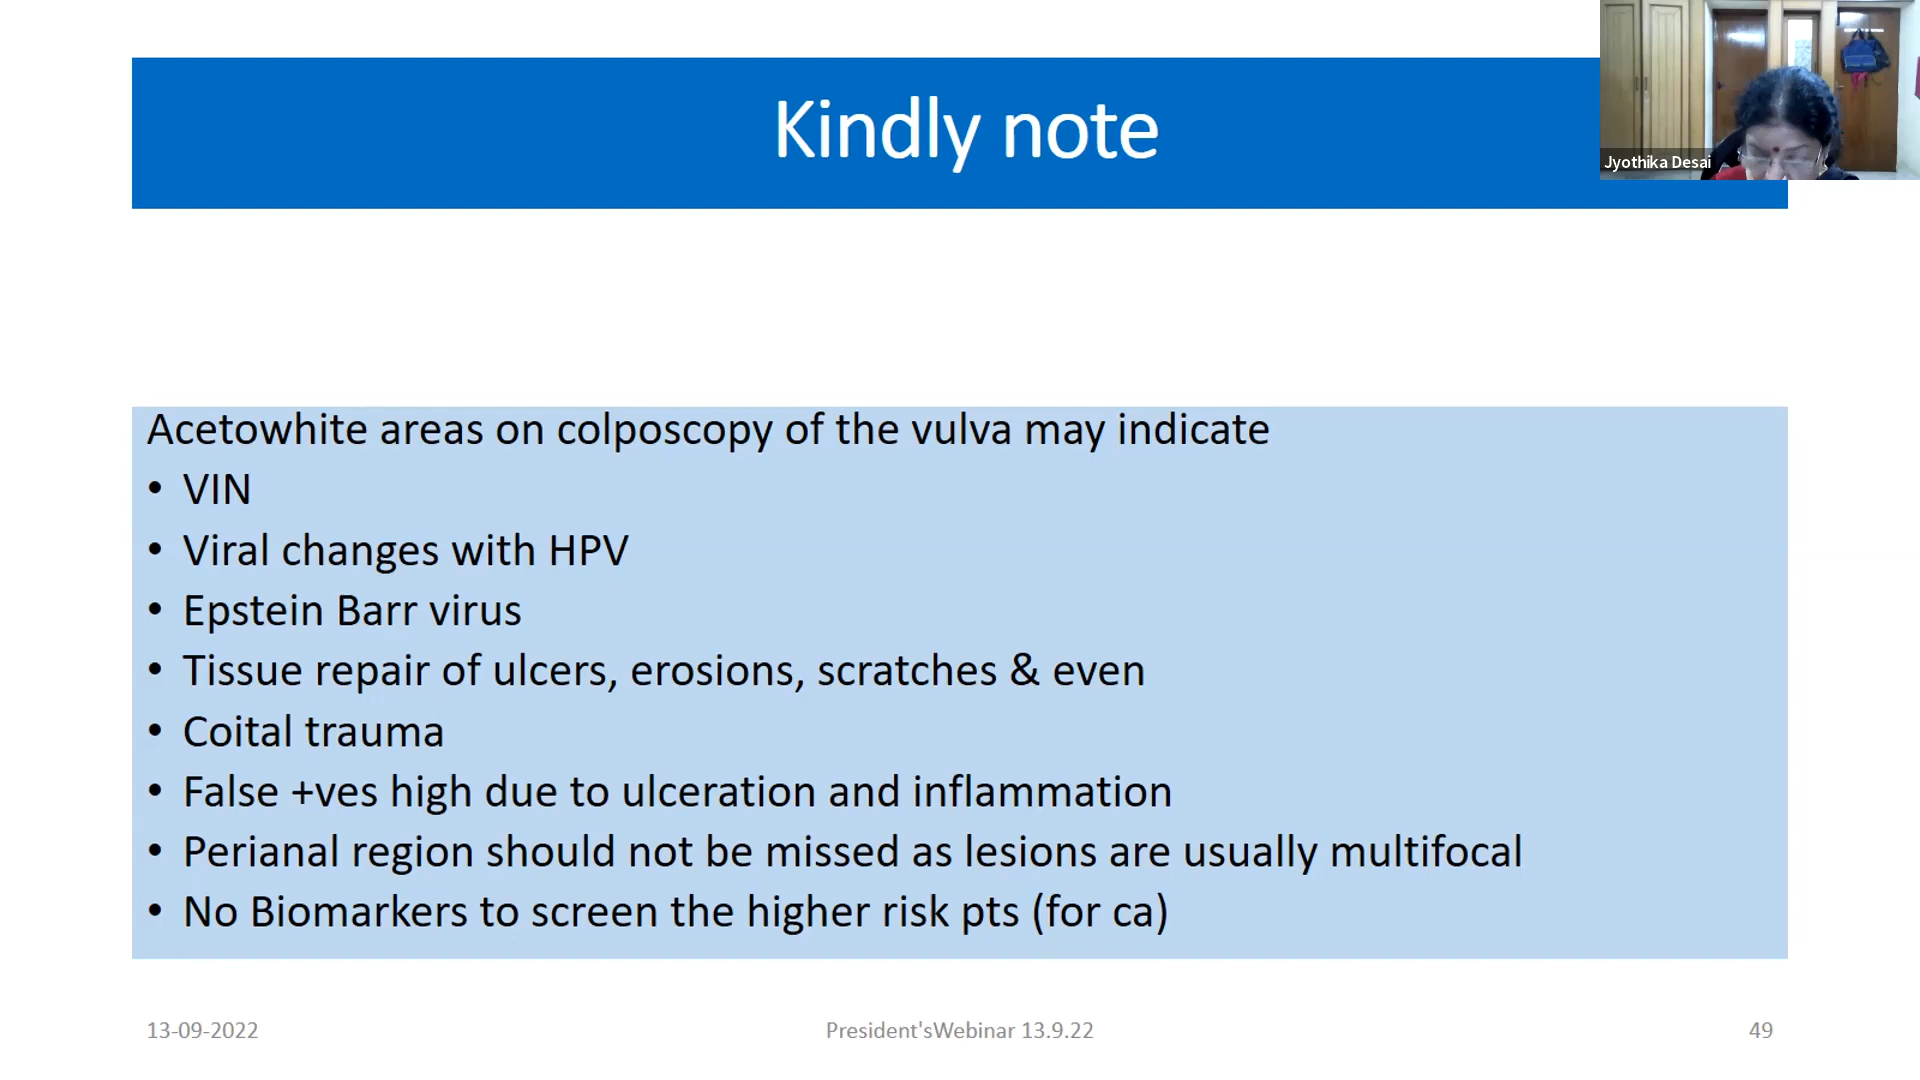 Kindly note
Jyothika Desai
Acetowhite areas on colposcopy of the vulva may indicate
• VIN
• Viral changes with HPV
• Epstein Barr virus
• Tissue repair of ulcers, erosions, scratches & even
• Coital trauma
• False +ves high due to ulceration and inflammation
• Perianal region should not be missed as lesions are usually multifocal
• No Biomarkers to screen the higher risk pts (for ca)
13-09-2022
President'sWebinar 13.9.22
49